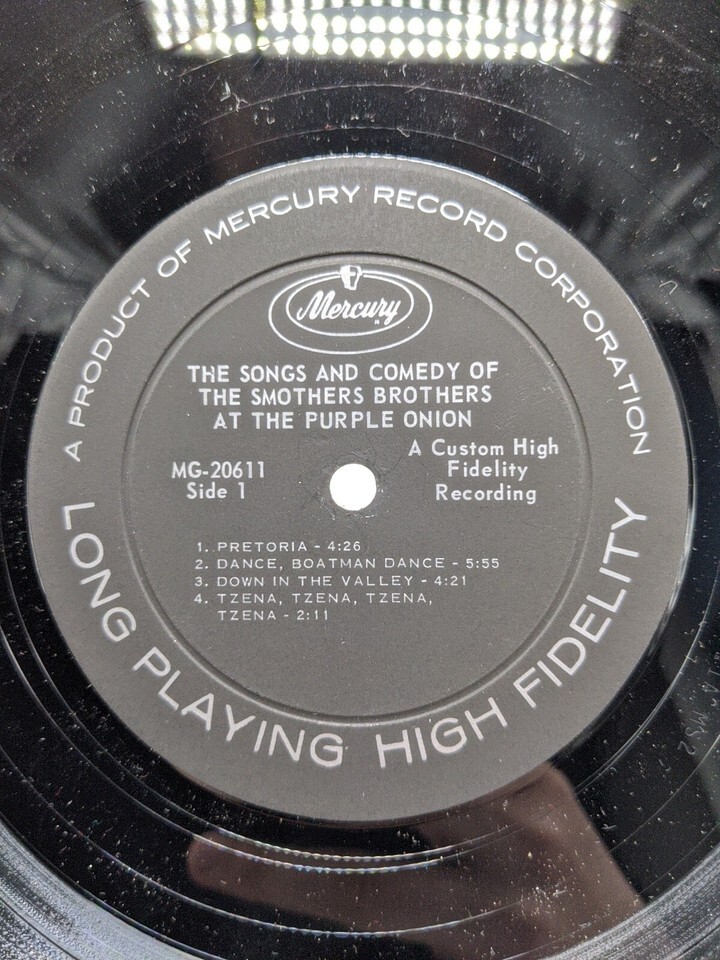 A PRODUCT OF MERCURY RECORD CORPORATION
Mercury
THE SONGS AND COMEDY OF
THE SMOTHERS BROTHERS
AT THE PURPLE ONION
MG-20611
Side 1
A Custom High
Fidelity
Recording
1. PRETORIA - 4:26
2. DANCE, BOATMAN DANCE - 5:55
3. DOWN IN THE VALLEY - 4:21
4. TZENA, TZENA, TZENA,
TZENA - 2:11
LONG PLAYING HIGH FIDELITY